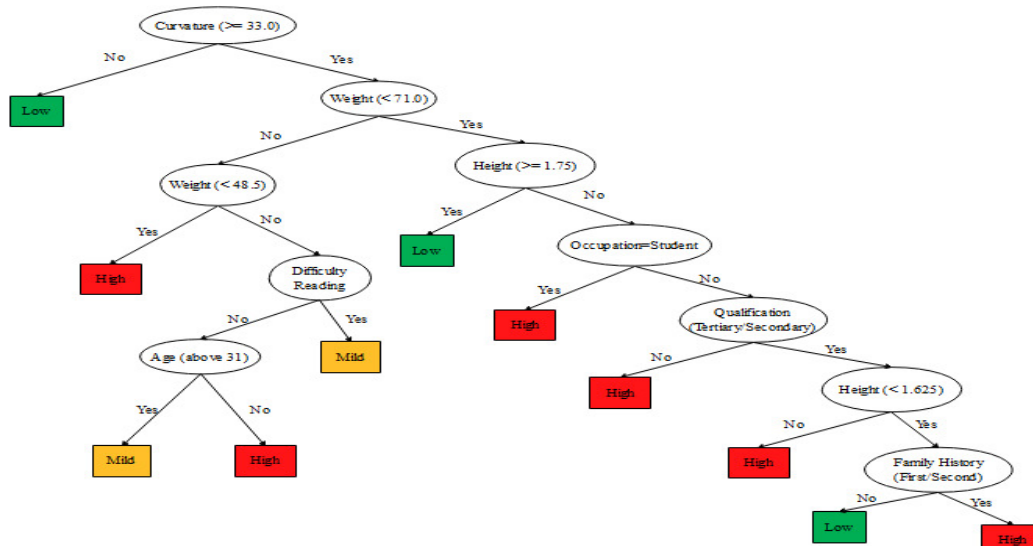 Curvature (>= 33.0)
No
Yes
Low
Weight (< 71.0)
No
Yes
Weight (< 48.5)
Height (>= 1.75)
Yes
No
Yes
No
High
Difficulty
Reading
Low
Occupation=Student
No
Yes
Yes
No
Age (above 31)
Mild
High
Qualification
(Tertiary/Secondary)
Yes
No
No
Yes
Mild
High
High
Height (< 1.625)
No
Yes
High
Family History
(First/Second)
No
Yes
Low
High